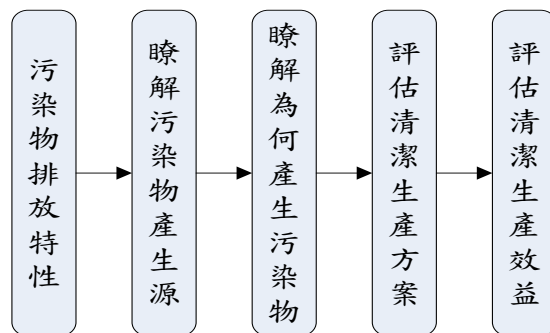 污染物排放特性
瞭解污染物產生源
瞭解為何產生污染物
評估清潔生產方案
評估清潔生產效益